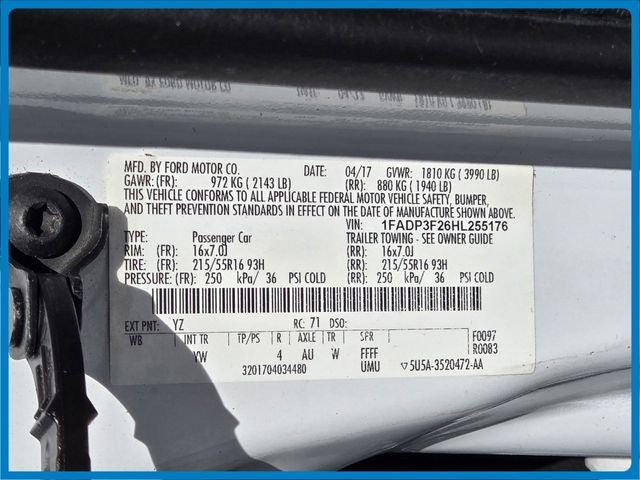 MFD. BY FORD MOTOR CO. DATE: 04/17 GVWR: 1810 KG ( 3990 LB)
GAWR: (FR): 972 KG ( 2143 LB) (RR): 880 KG ( 1940 LB)
THIS VEHICLE CONFORMS TO ALL APPLICABLE FEDERAL MOTOR VEHICLE SAFETY, BUMPER,
AND THEFT PREVENTION STANDARDS IN EFFECT ON THE DATE OF MANUFACTURE SHOWN ABOVE.
VIN: 1FADP3F26HL255176
TYPE: Passenger Car TRAILER TOWING - SEE OWNER GUIDE
RIM: (FR): 16x7.0J (RR): 16x7.0J
TIRE: (FR): 215/55R16 93H (RR): 215/55R16 93H
PRESSURE: (FR): 250 kPa/ 36 PSI COLD (RR): 250 kPa/ 36 PSI COLD
EXT PNT: YZ RC: 71 DSO: F0097
WB INT TR TP/PS R AXLE TR SPR R0083
YW 4 AU W FFFF
3201704034480 UMU ▽5U5A-3520472-AA